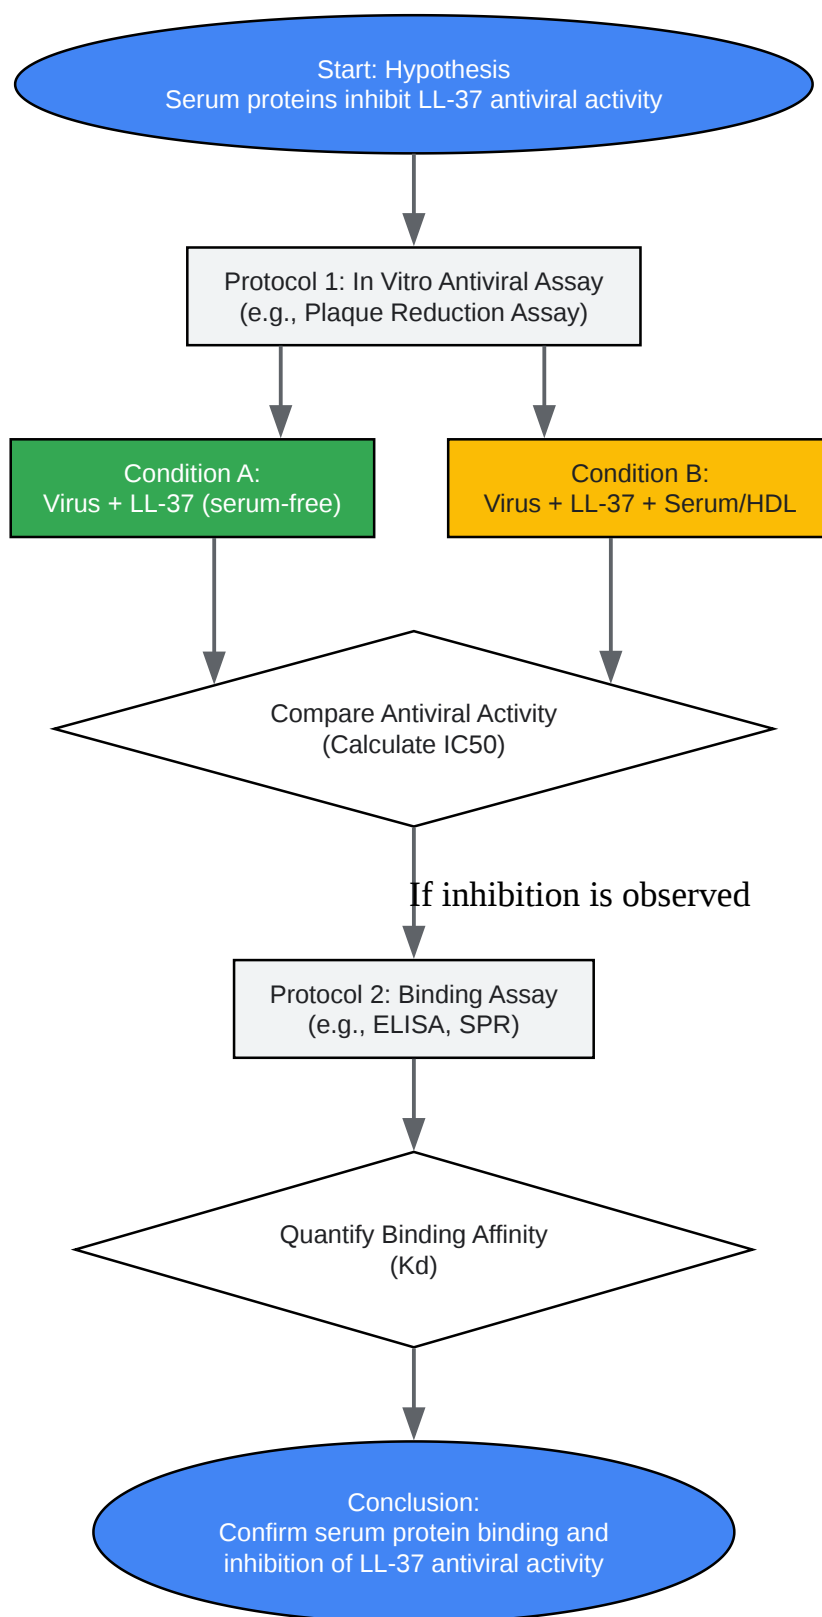 Start: Hypothesis
Serum proteins inhibit LL-37 antiviral activity
Protocol 1: In Vitro Antiviral Assay
(e.g., Plaque Reduction Assay)
Condition A:
Virus + LL-37 (serum-free)
Condition B:
Virus + LL-37 + Serum/HDL
Compare Antiviral Activity
(Calculate IC50)
If inhibition is observed
Protocol 2: Binding Assay
(e.g., ELISA, SPR)
Quantify Binding Affinity
(Kd)
Conclusion:
Confirm serum protein binding and
inhibition of LL-37 antiviral activity